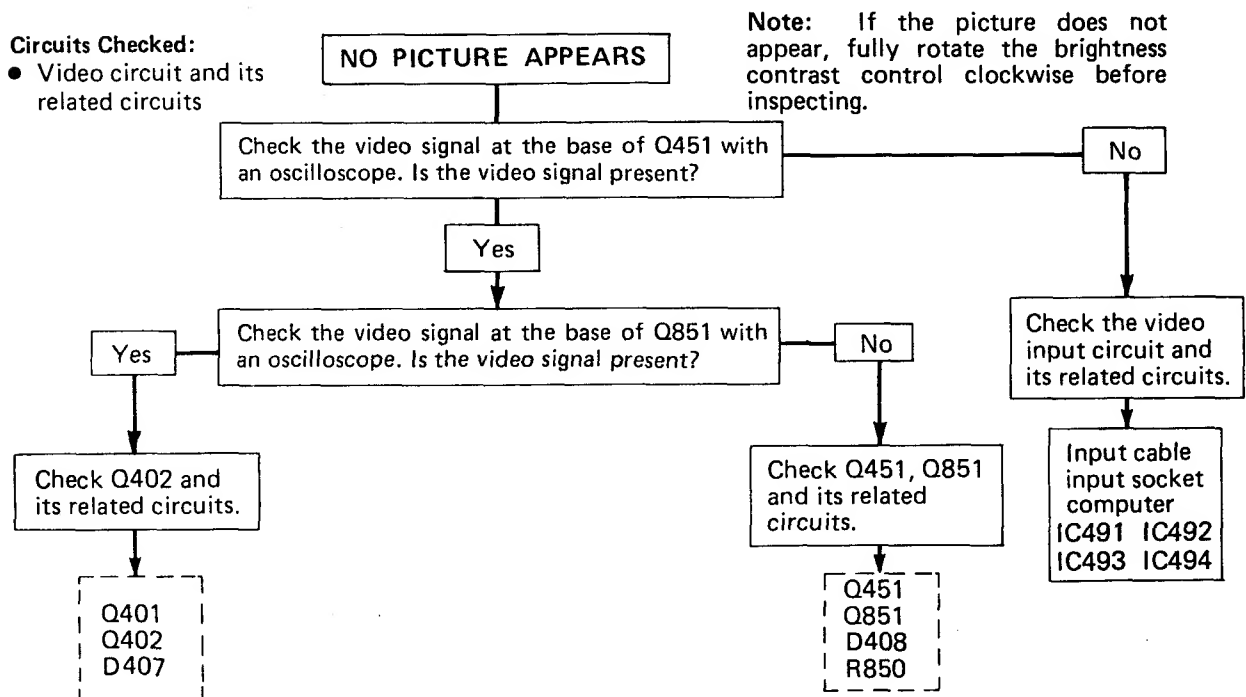 Circuits Checked:
● Video circuit and its
related circuits
NO PICTURE APPEARS
Note: If the picture does not
appear, fully rotate the brightness
contrast control clockwise before
inspecting.
Check the video signal at the base of Q451 with
an oscilloscope. Is the video signal present?
No
Yes
Check the video signal at the base of Q851 with
an oscilloscope. Is the video signal present?
Yes
No
Check the video
input circuit and
its related circuits.
Check Q402 and
its related circuits.
Check Q451, Q851
and its related
circuits.
Input cable
input socket
computer
IC491 IC492
IC493 IC494
Q401
Q402
D407
Q451
Q851
D408
R850